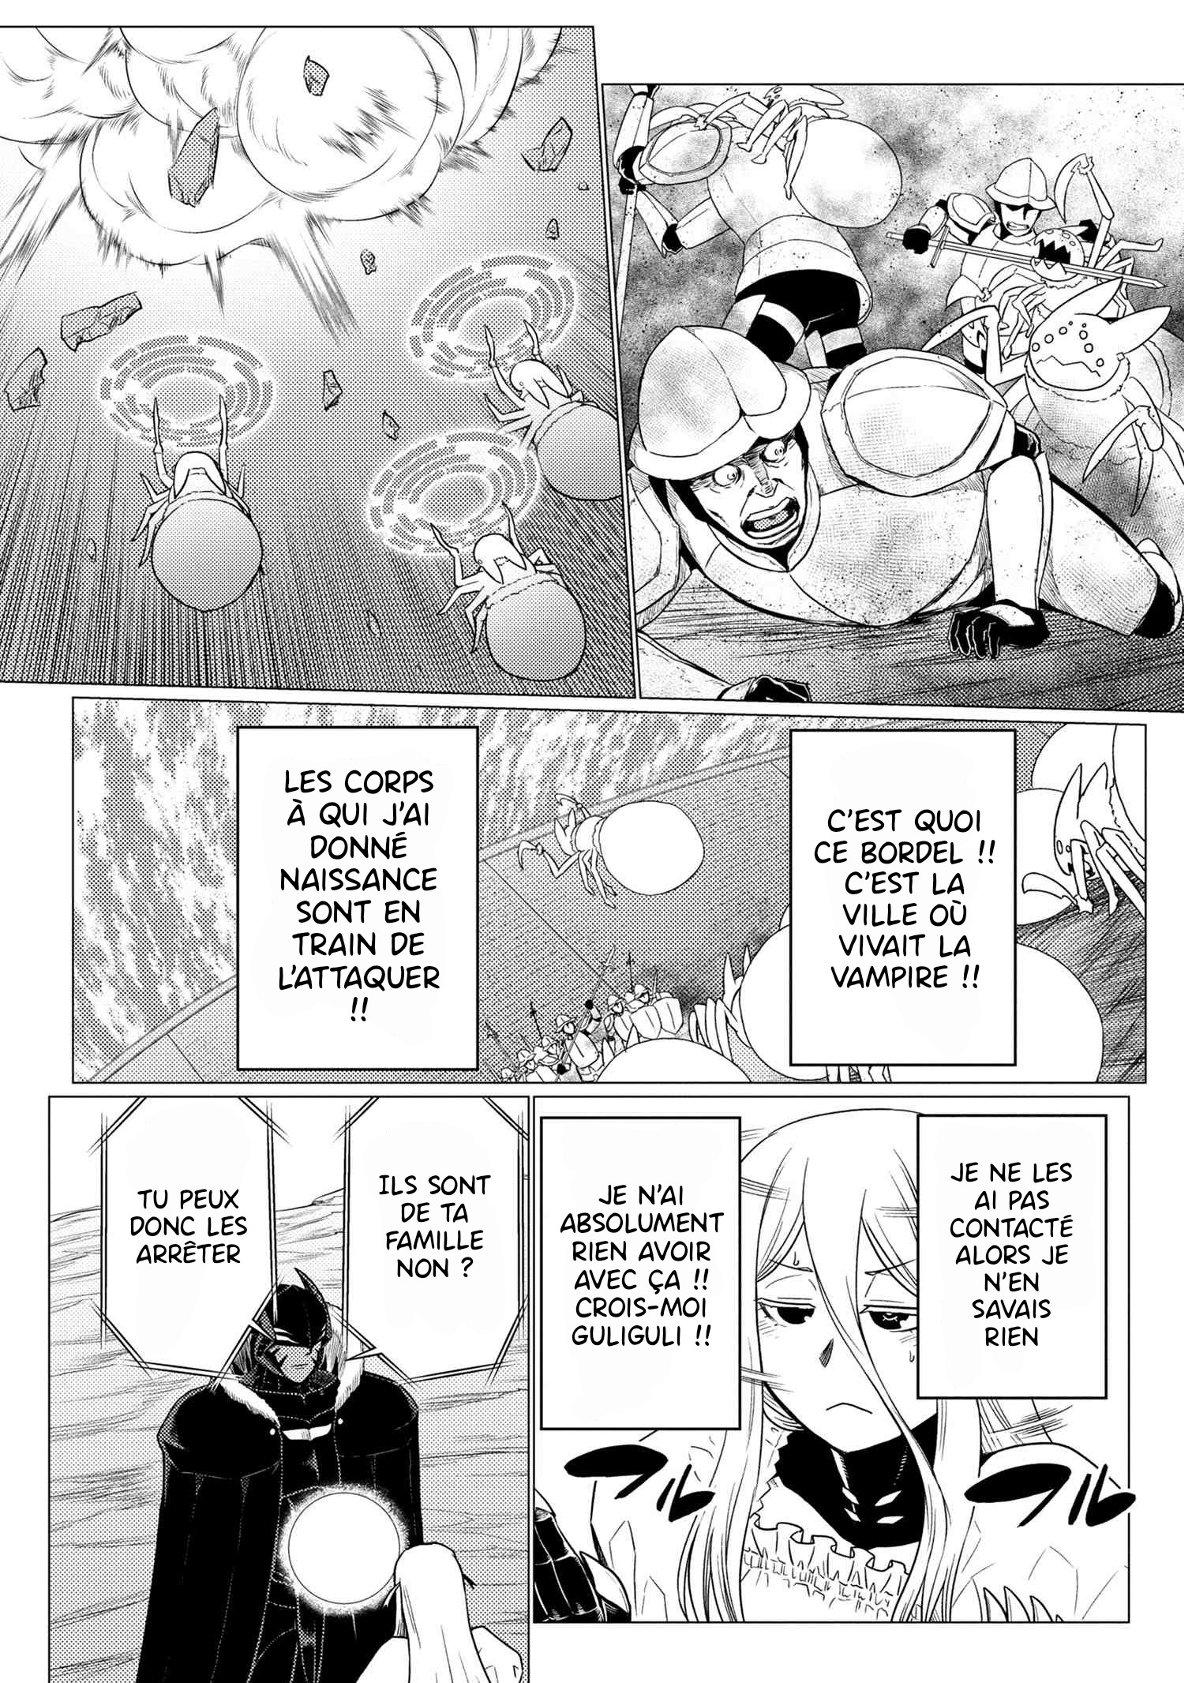 C'EST QUOI
CE BORDEL !!
C'EST LA
VILLE OÙ
VIVAIT LA
VAMPIRE !!
LES CORPS
À QUI J'AI
DONNÉ
NAISSANCE
SONT EN
TRAIN DE
L'ATTAQUER
!!
JE NE LES
AI PAS
CONTACTÉ
ALORS JE
N'EN
SAVAIS
RIEN
JE N'AI
ABSOLUMENT
RIEN AVOIR
AVEC ÇA !!
CROIS-MOI
GULIGULI !!
フル
フル
ILS SONT
DE TA
FAMILLE
NON ?
TU PEUX
DONC LES
ARRÊTER